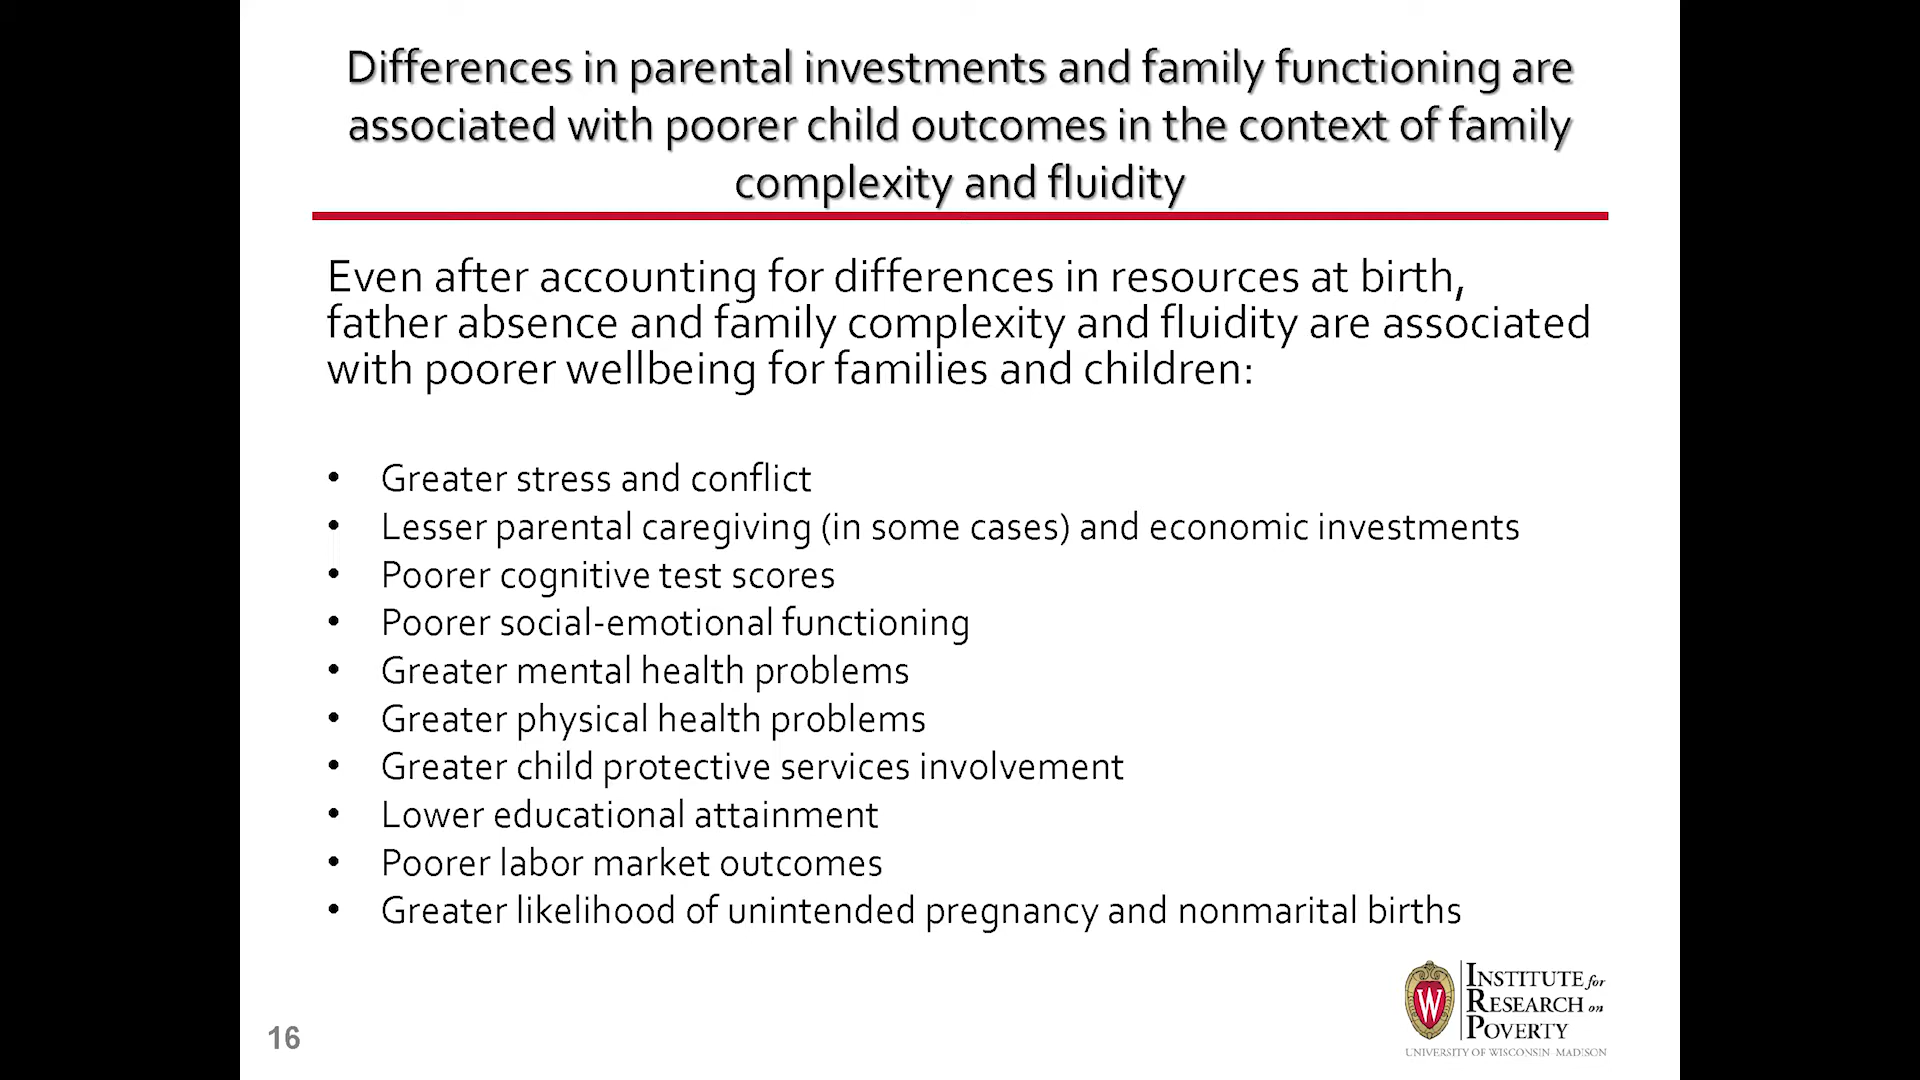 Differences in parental investments and family functioning are
associated with poorer child outcomes in the context of family
complexity and fluidity
Even after accounting for differences in resources at birth,
father absence and family complexity and fluidity are associated
with poorer wellbeing for families and children:
• Greater stress and conflict
• Lesser parental caregiving (in some cases) and economic investments
• Poorer cognitive test scores
• Poorer social-emotional functioning
• Greater mental health problems
• Greater physical health problems
• Greater child protective services involvement
• Lower educational attainment
• Poorer labor market outcomes
• Greater likelihood of unintended pregnancy and nonmarital births
16
W
INSTITUTE for
RESEARCH on
POVERTY
UNIVERSITY OF WISCONSIN–MADISON